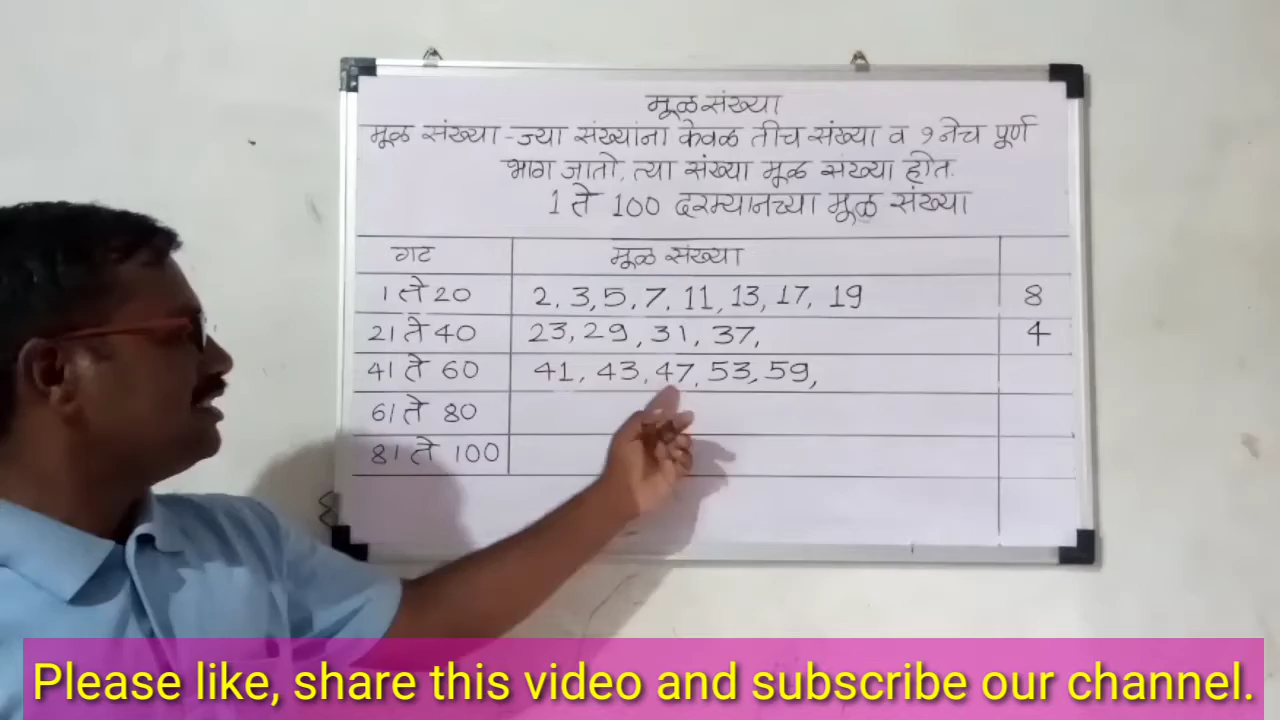 मूळ संख्या
मूळ संख्या - ज्या संख्यांना केवळ तीच संख्या व १ नेच पूर्ण
भाग जातो. त्या संख्या मूळ संख्या होत.
1 ते 100 दरम्यानच्या मूळ संख्या
गट मूळ संख्या
1 ते 20 2, 3, 5, 7, 11, 13, 17, 19 8
21 ते 40 23, 29, 31, 37, 4
41 ते 60 41, 43, 47, 53, 59,
61 ते 80
81 ते 100
Please like, share this video and subscribe our channel.